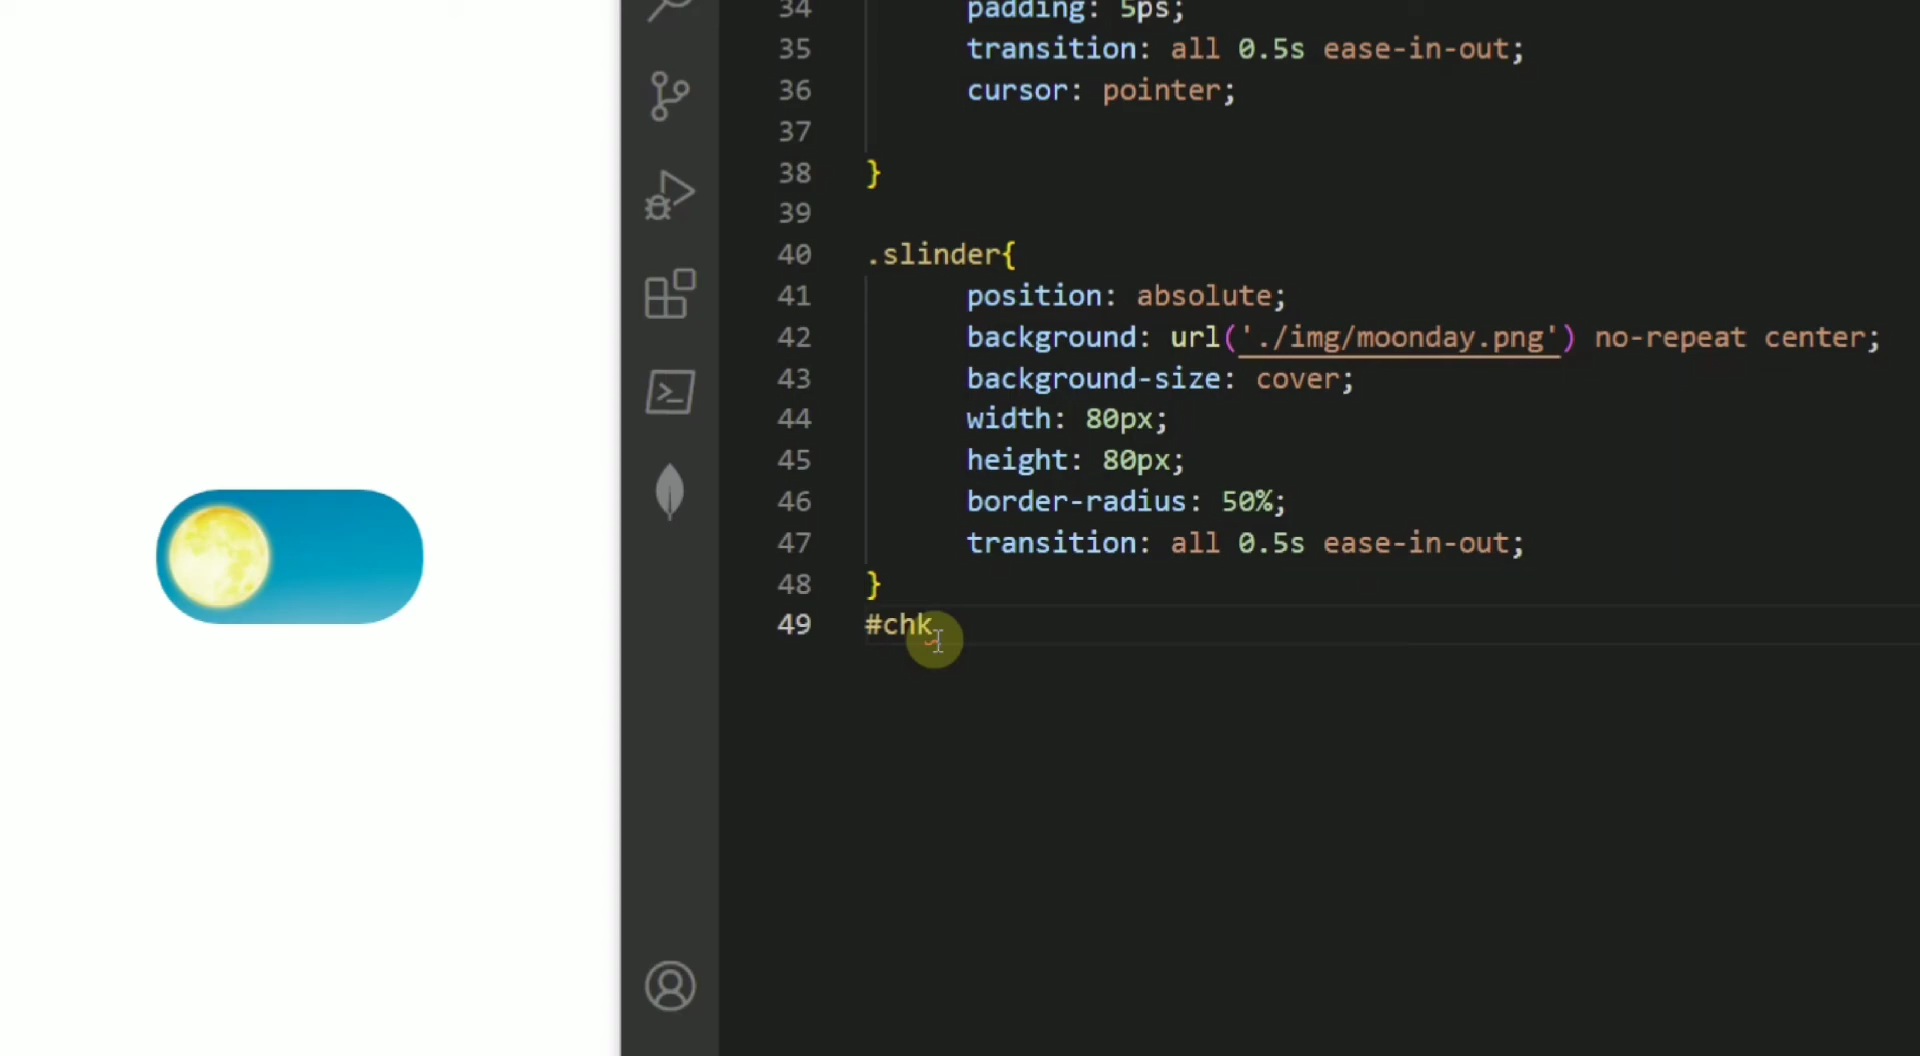 34 padding: 5ps;
35 transition: all 0.5s ease-in-out;
36 cursor: pointer;
37
38 }
39
40 .slinder{
41 position: absolute;
42 background: url('./img/moonday.png') no-repeat center;
43 background-size: cover;
44 width: 80px;
45 height: 80px;
46 border-radius: 50%;
47 transition: all 0.5s ease-in-out;
48 }
49 #chk